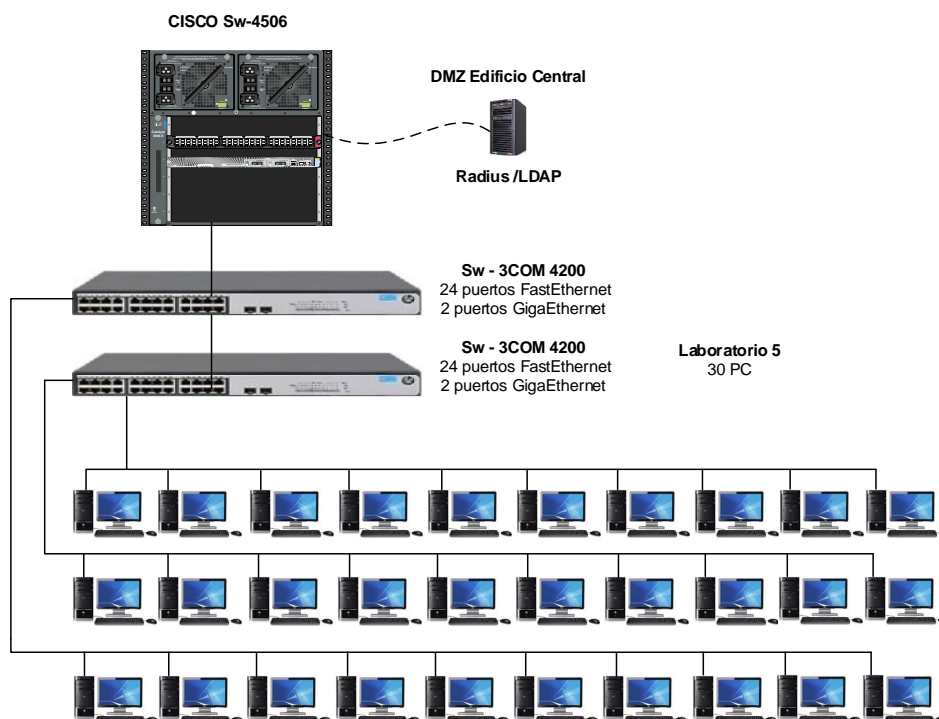 CISCO Sw-4506
DMZ Edificio Central
Radius /LDAP
Sw - 3COM 4200
24 puertos FastEthernet
2 puertos GigaEthernet
Sw - 3COM 4200
24 puertos FastEthernet
2 puertos GigaEthernet
Laboratorio 5
30 PC